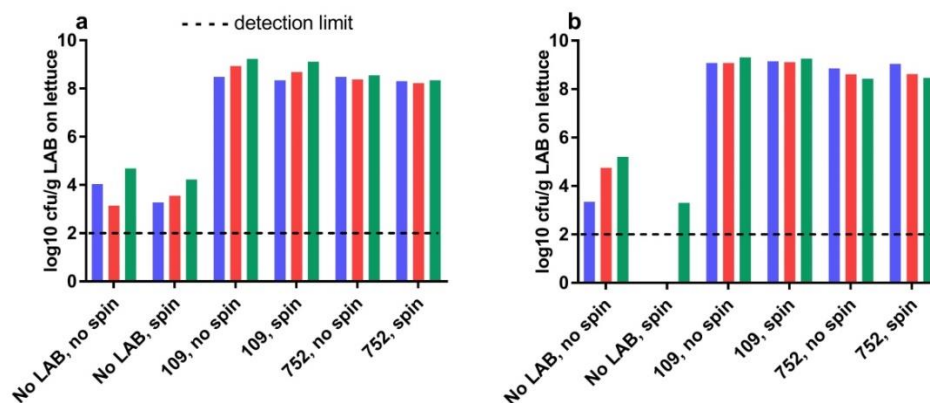 a
detection limit
b
log10 cfu/g LAB on lettuce
10
8
6
4
2
0
No LAB, no spin
No LAB, spin
109, no spin
109, spin
752, no spin
752, spin
log10 cfu/g LAB on lettuce
10
8
6
4
2
0
No LAB, no spin
No LAB, spin
109, no spin
109, spin
752, no spin
752, spin